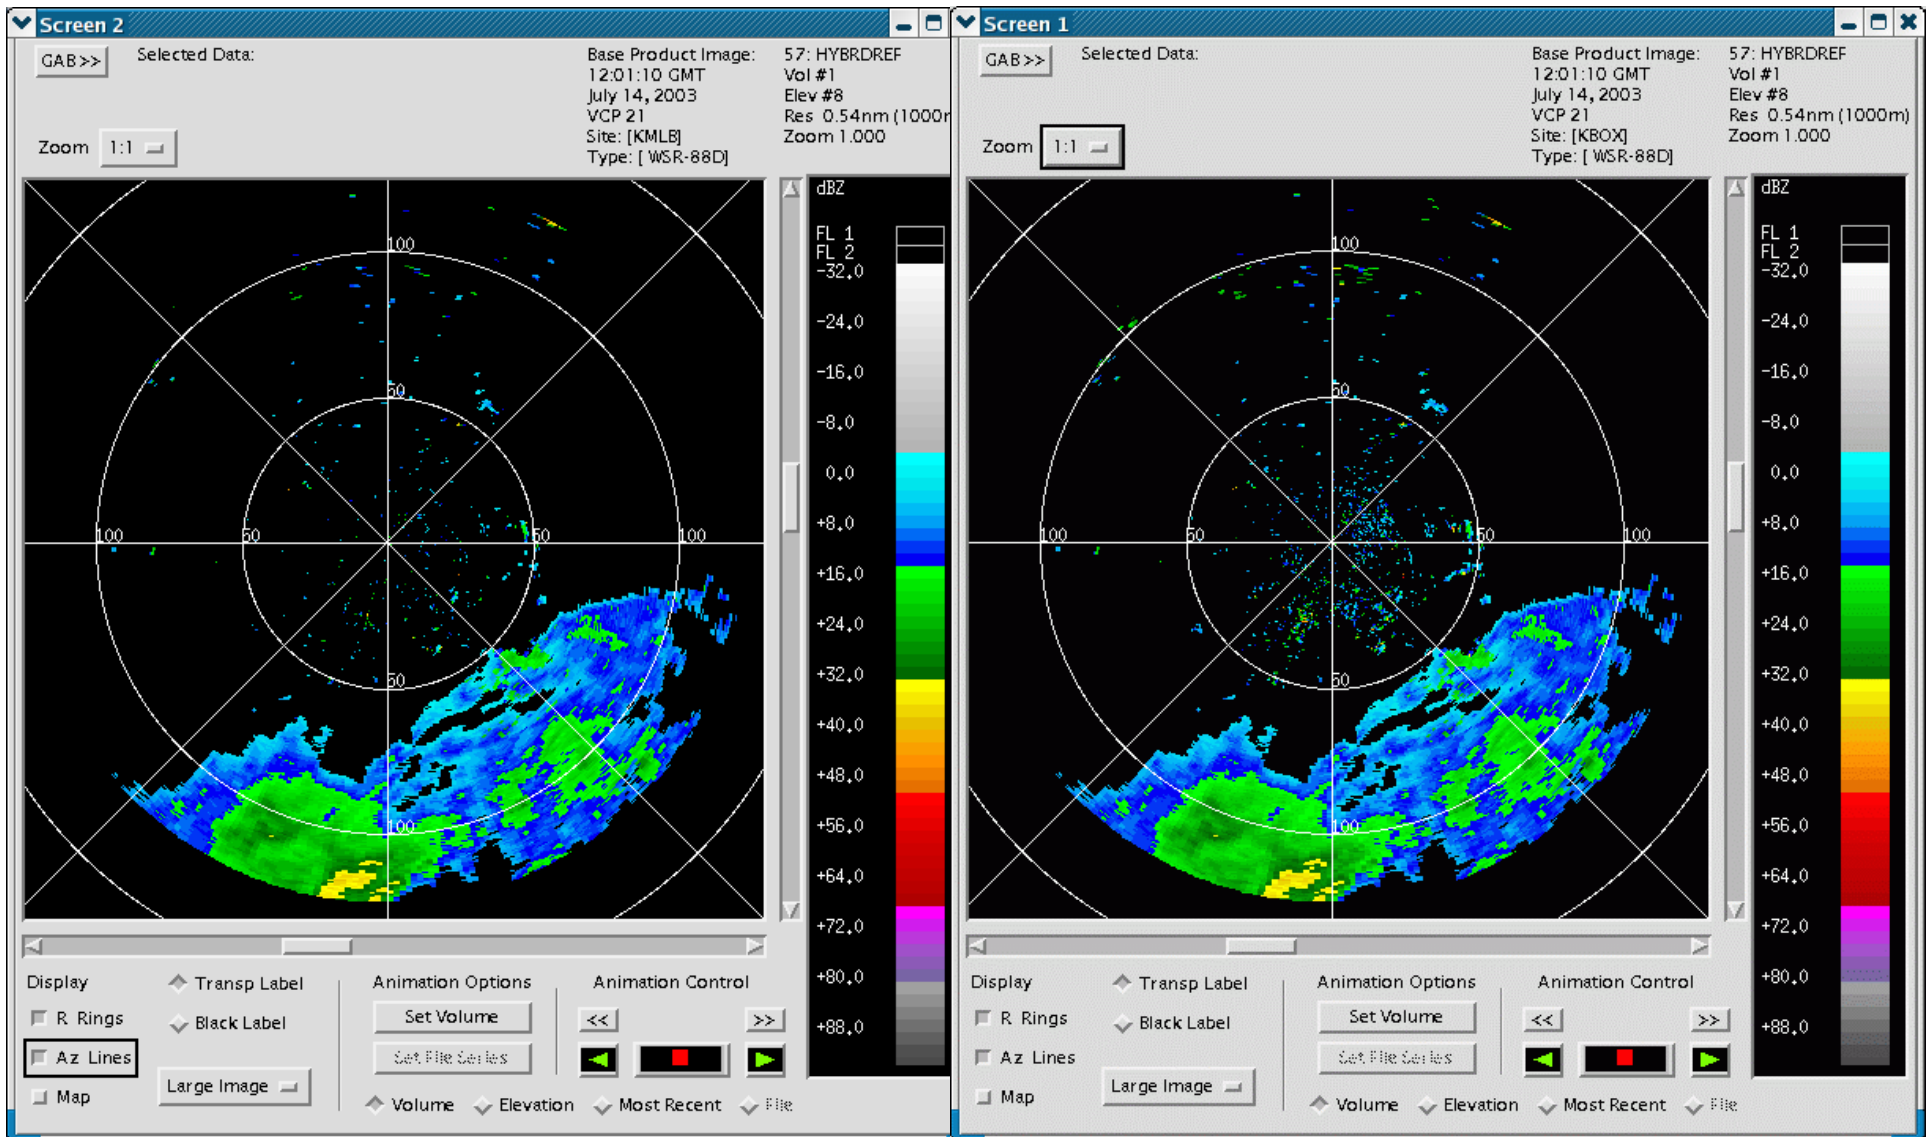 Screen 2
GAB>>
Selected Data:
Base Product Image:
12:01:10 GMT
July 14, 2003
VCP 21
Site: [KMLB]
Type: [ WSR-88D]
57: HYBRDREF
Vol #1
Elev #8
Res 0.54nm (1000m
Zoom 1.000
Zoom 1:1
100
50
100
50
50
100
50
100
dBZ
FL 1
FL 2
-32.0
-24.0
-16.0
-8.0
0.0
+8.0
+16.0
+24.0
+32.0
+40.0
+48.0
+56.0
+64.0
+72.0
+80.0
+88.0
Display
R Rings
Az Lines
Map
Transp Label
Black Label
Large Image
Animation Options
Set Volume
Set File Series
Animation Control
<<
>>
Volume
Elevation
Most Recent
File
Screen 1
GAB>>
Selected Data:
Base Product Image:
12:01:10 GMT
July 14, 2003
VCP 21
Site: [KBOX]
Type: [ WSR-88D]
57: HYBRDREF
Vol #1
Elev #8
Res 0.54nm (1000m)
Zoom 1.000
Zoom 1:1
100
50
100
50
50
100
50
100
dBZ
FL 1
FL 2
-32.0
-24.0
-16.0
-8.0
0.0
+8.0
+16.0
+24.0
+32.0
+40.0
+48.0
+56.0
+64.0
+72.0
+80.0
+88.0
Display
R Rings
Az Lines
Map
Transp Label
Black Label
Large Image
Animation Options
Set Volume
Set File Series
Animation Control
<<
>>
Volume
Elevation
Most Recent
File